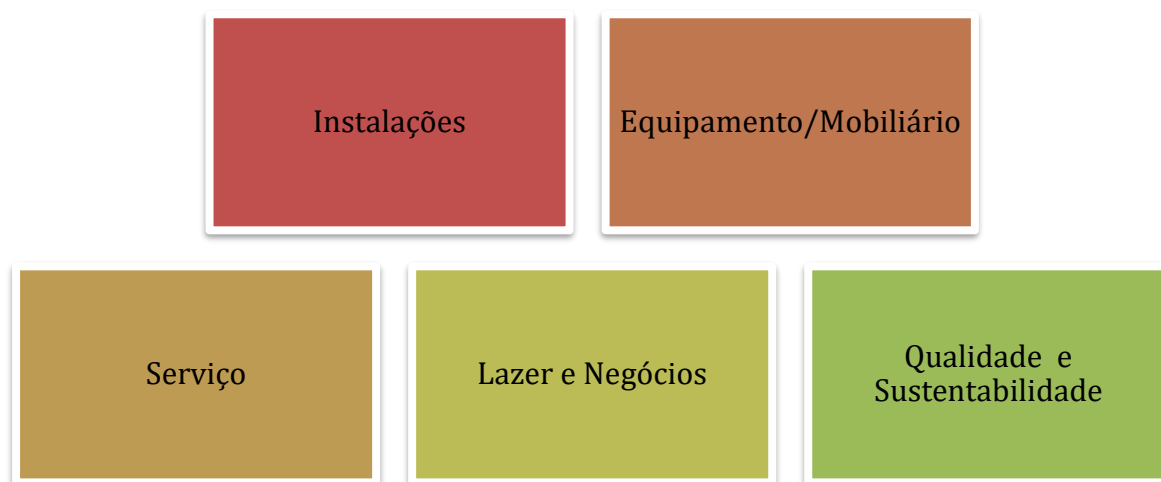 Instalações
Equipamento/Mobiliário
Serviço
Lazer e Negócios
Qualidade e
Sustentabilidade